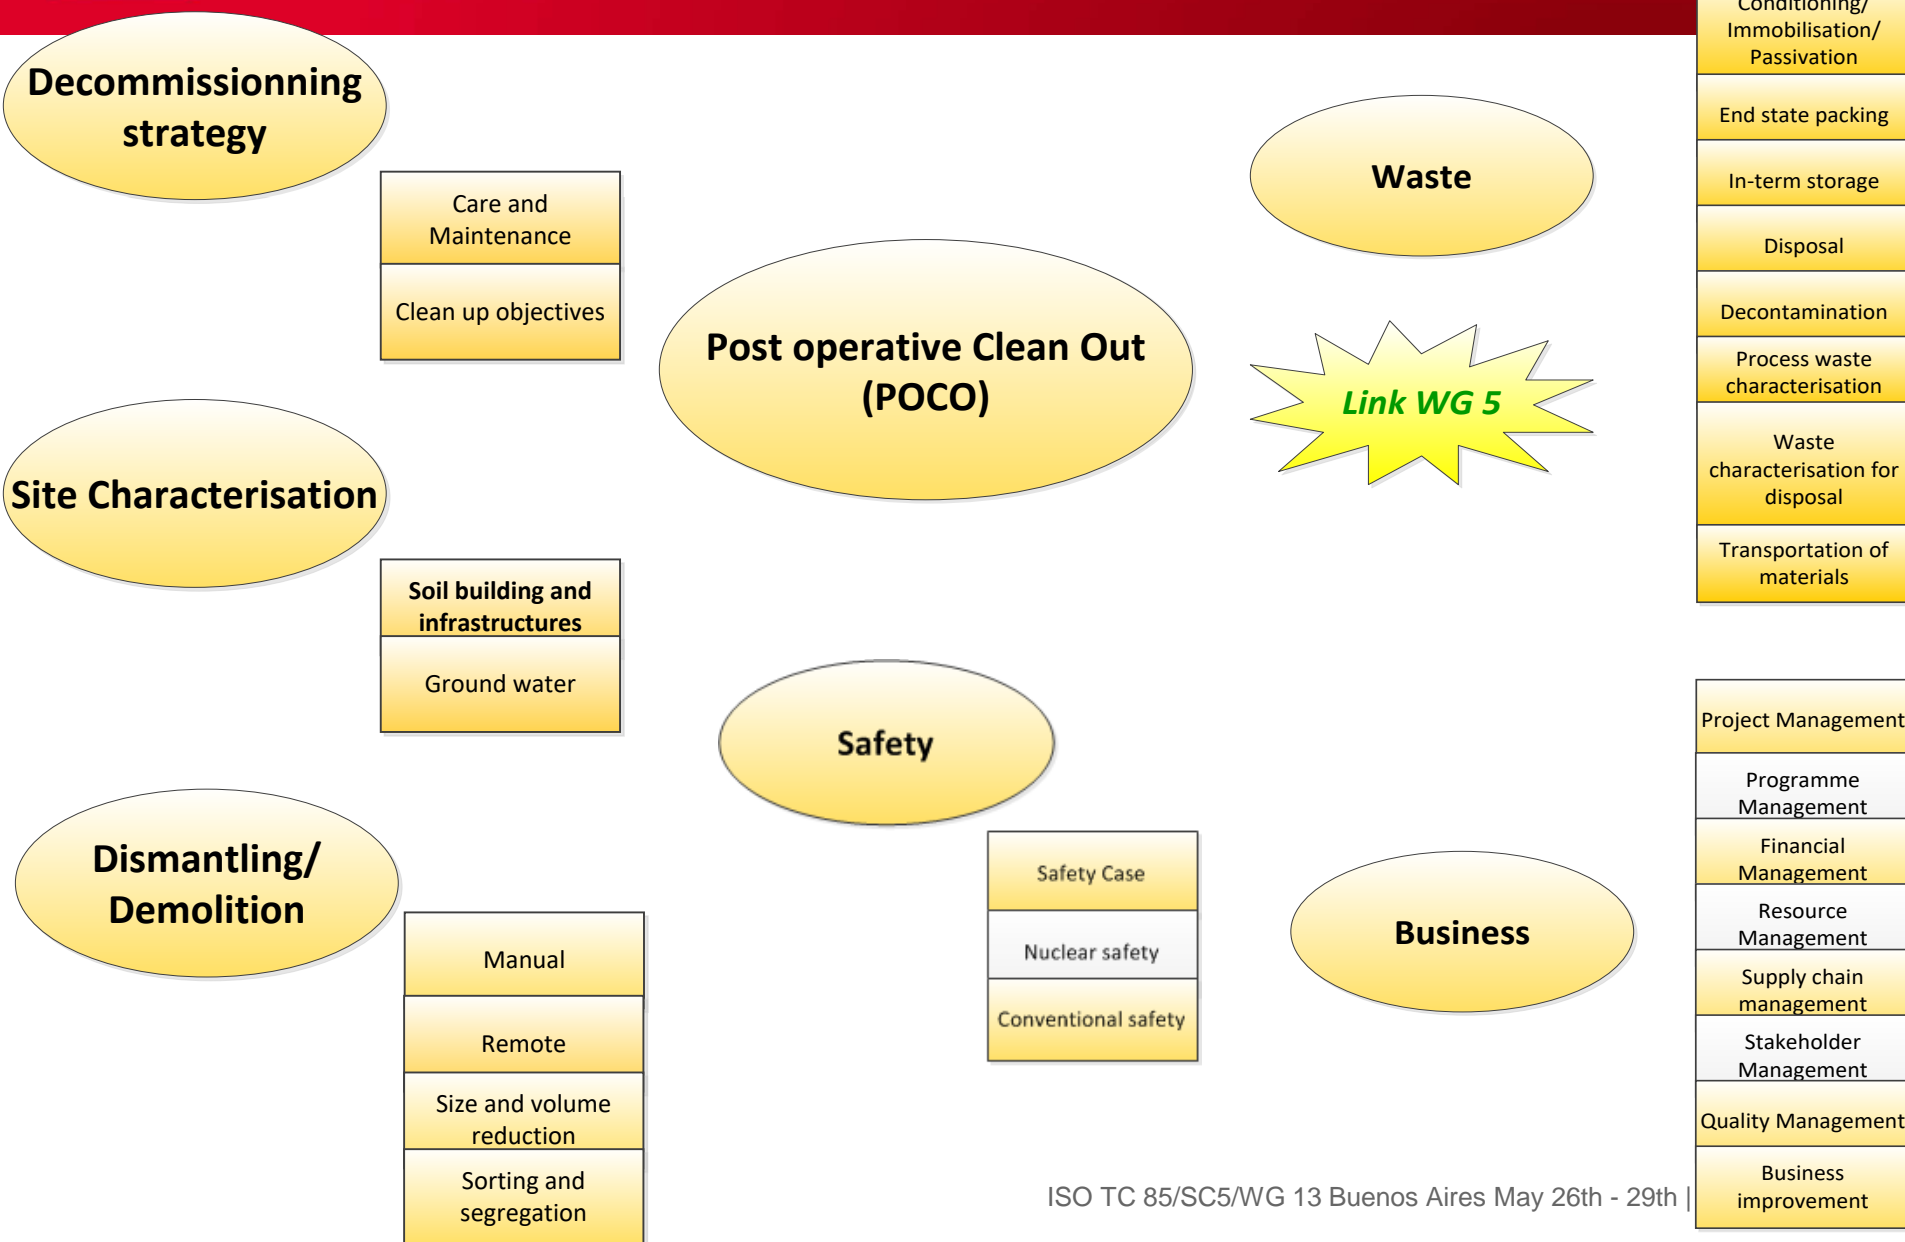 Decommissionning
strategy
Care and
Maintenance
Clean up objectives
Site Characterisation
Soil building and
infrastructures
Ground water
Dismantling/
Demolition
Manual
Remote
Size and volume
reduction
Sorting and
segregation
Post operative Clean Out
(POCO)
Safety
Safety Case
Nuclear safety
Conventional safety
Waste
Link WG 5
Conditioning/
Immobilisation/
Passivation
End state packing
In-term storage
Disposal
Decontamination
Process waste
characterisation
Waste
characterisation for
disposal
Transportation of
materials
Business
Project Management
Programme
Management
Financial
Management
Resource
Management
Supply chain
management
Stakeholder
Management
Quality Management
Business
improvement
ISO TC 85/SC5/WG 13 Buenos Aires May 26th - 29th |